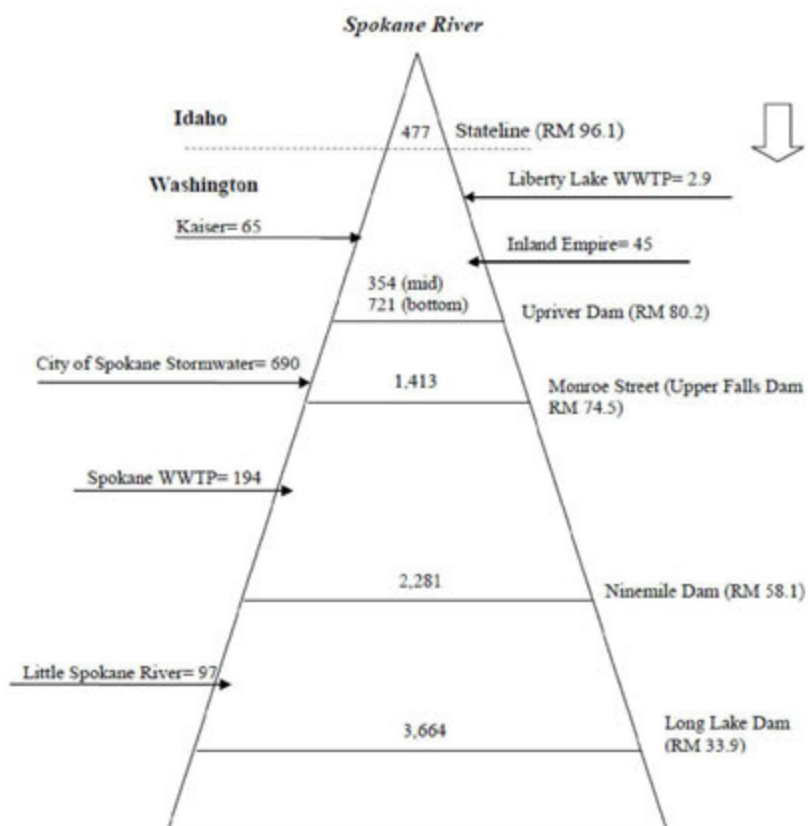 Spokane River
Idaho
477 Stateline (RM 96.1)
Washington
Liberty Lake WWTP= 2.9
Kaiser= 65
Inland Empire= 45
354 (mid)
721 (bottom)
Upriver Dam (RM 80.2)
City of Spokane Stormwater= 690
1,413
Monroe Street (Upper Falls Dam
RM 74.5)
Spokane WWTP= 194
2,281
Ninemile Dam (RM 58.1)
Little Spokane River= 97
3,664
Long Lake Dam
(RM 33.9)